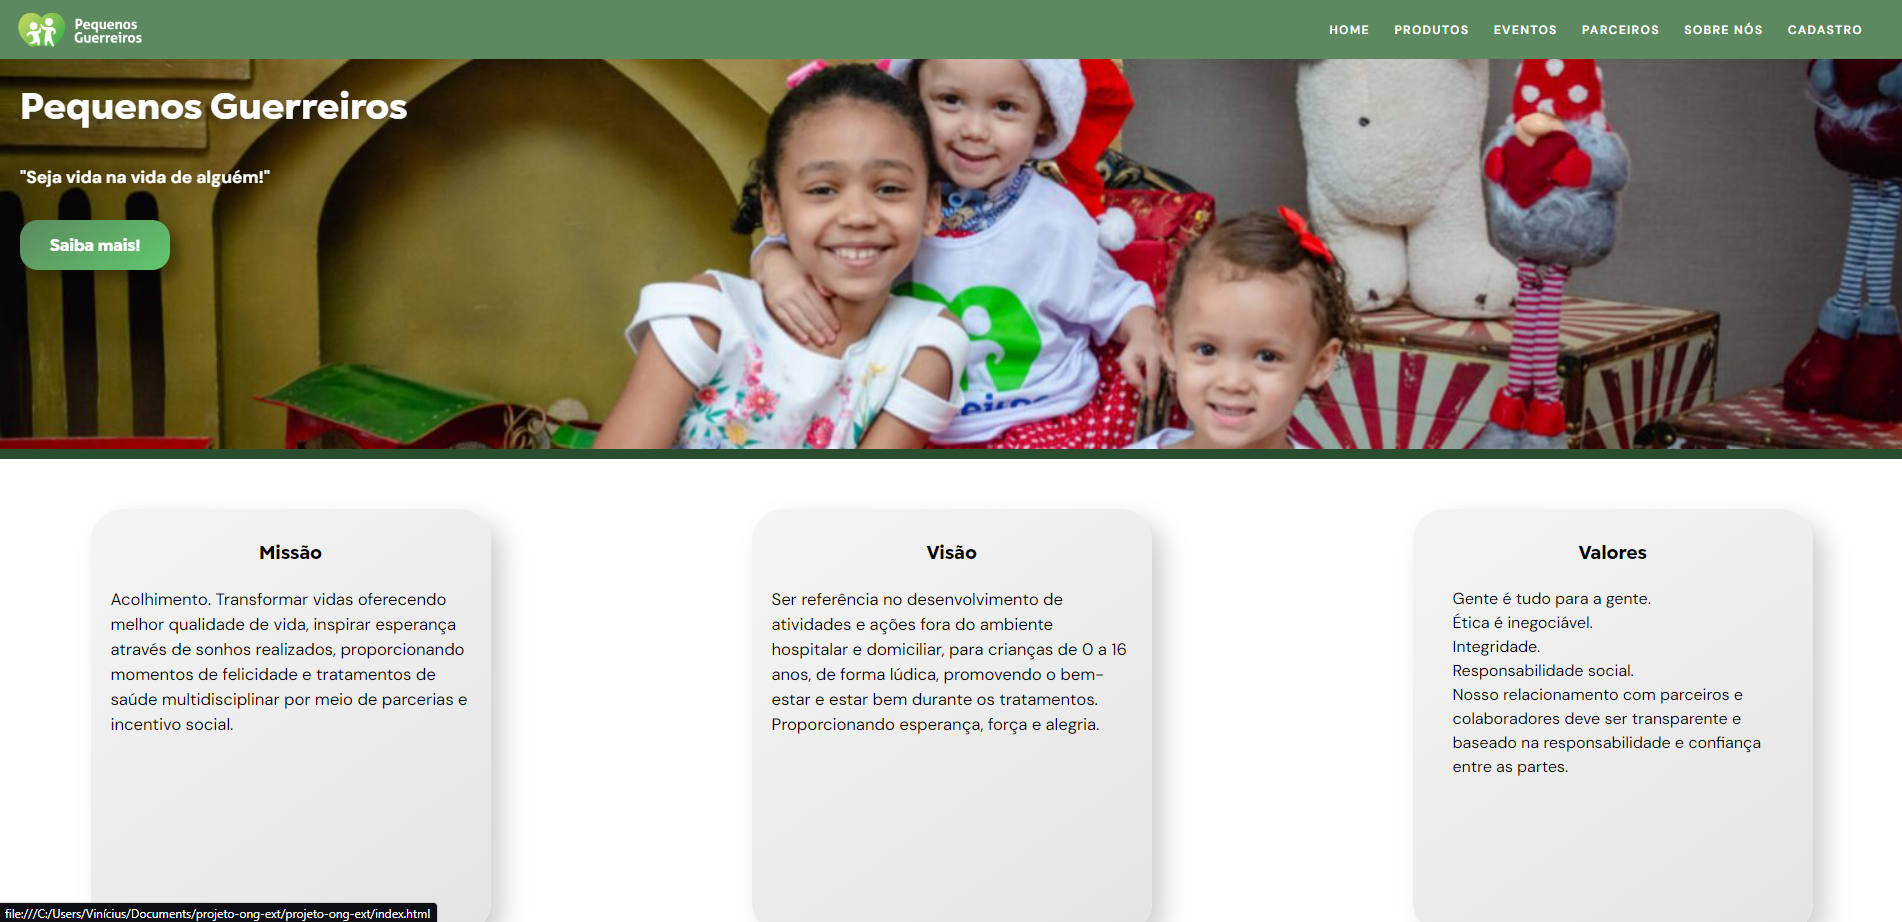 Pequenos
Guerreiros
HOME PRODUTOS EVENTOS PARCEIROS SOBRE NÓS CADASTRO
Pequenos Guerreiros
"Seja vida na vida de alguém!"
Saiba mais!
Missão
Acolhimento. Transformar vidas oferecendo
melhor qualidade de vida, inspirar esperança
através de sonhos realizados, proporcionando
momentos de felicidade e tratamentos de
saúde multidisciplinar por meio de parcerias e
incentivo social.
Visão
Ser referência no desenvolvimento de
atividades e ações fora do ambiente
hospitalar e domiciliar, para crianças de 0 a 16
anos, de forma lúdica, promovendo o bem-
estar e estar bem durante os tratamentos.
Proporcionando esperança, força e alegria.
Valores
Gente é tudo para a gente.
Ética é inegociável.
Integridade.
Responsabilidade social.
Nosso relacionamento com parceiros e
colaboradores deve ser transparente e
baseado na responsabilidade e confiança
entre as partes.
file:///C:/Users/Vinícius/Documents/projeto-ong-ext/projeto-ong-ext/index.html